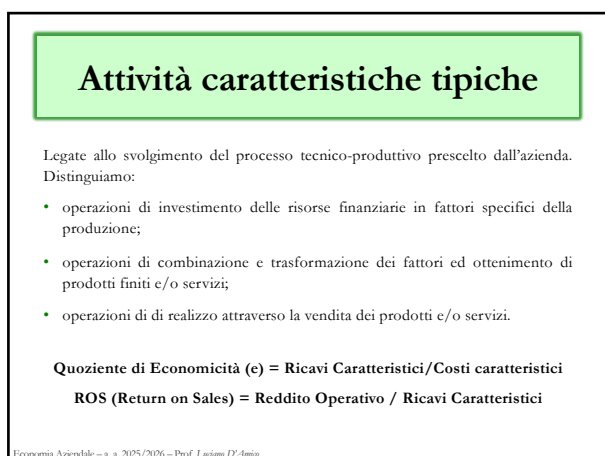 Attività caratteristiche tipiche
Legate allo svolgimento del processo tecnico-produttivo prescelto dall'azienda.
Distinguiamo:
• operazioni di investimento delle risorse finanziarie in fattori specifici della
produzione;
• operazioni di combinazione e trasformazione dei fattori ed ottenimento di
prodotti finiti e/o servizi;
• operazioni di di realizzo attraverso la vendita dei prodotti e/o servizi.
Quoziente di Economicità (e) = Ricavi Caratteristici/Costi caratteristici
ROS (Return on Sales) = Reddito Operativo / Ricavi Caratteristici
Economia Aziendale – a. a. 2025/2026 – Prof. Luciano D'Amico